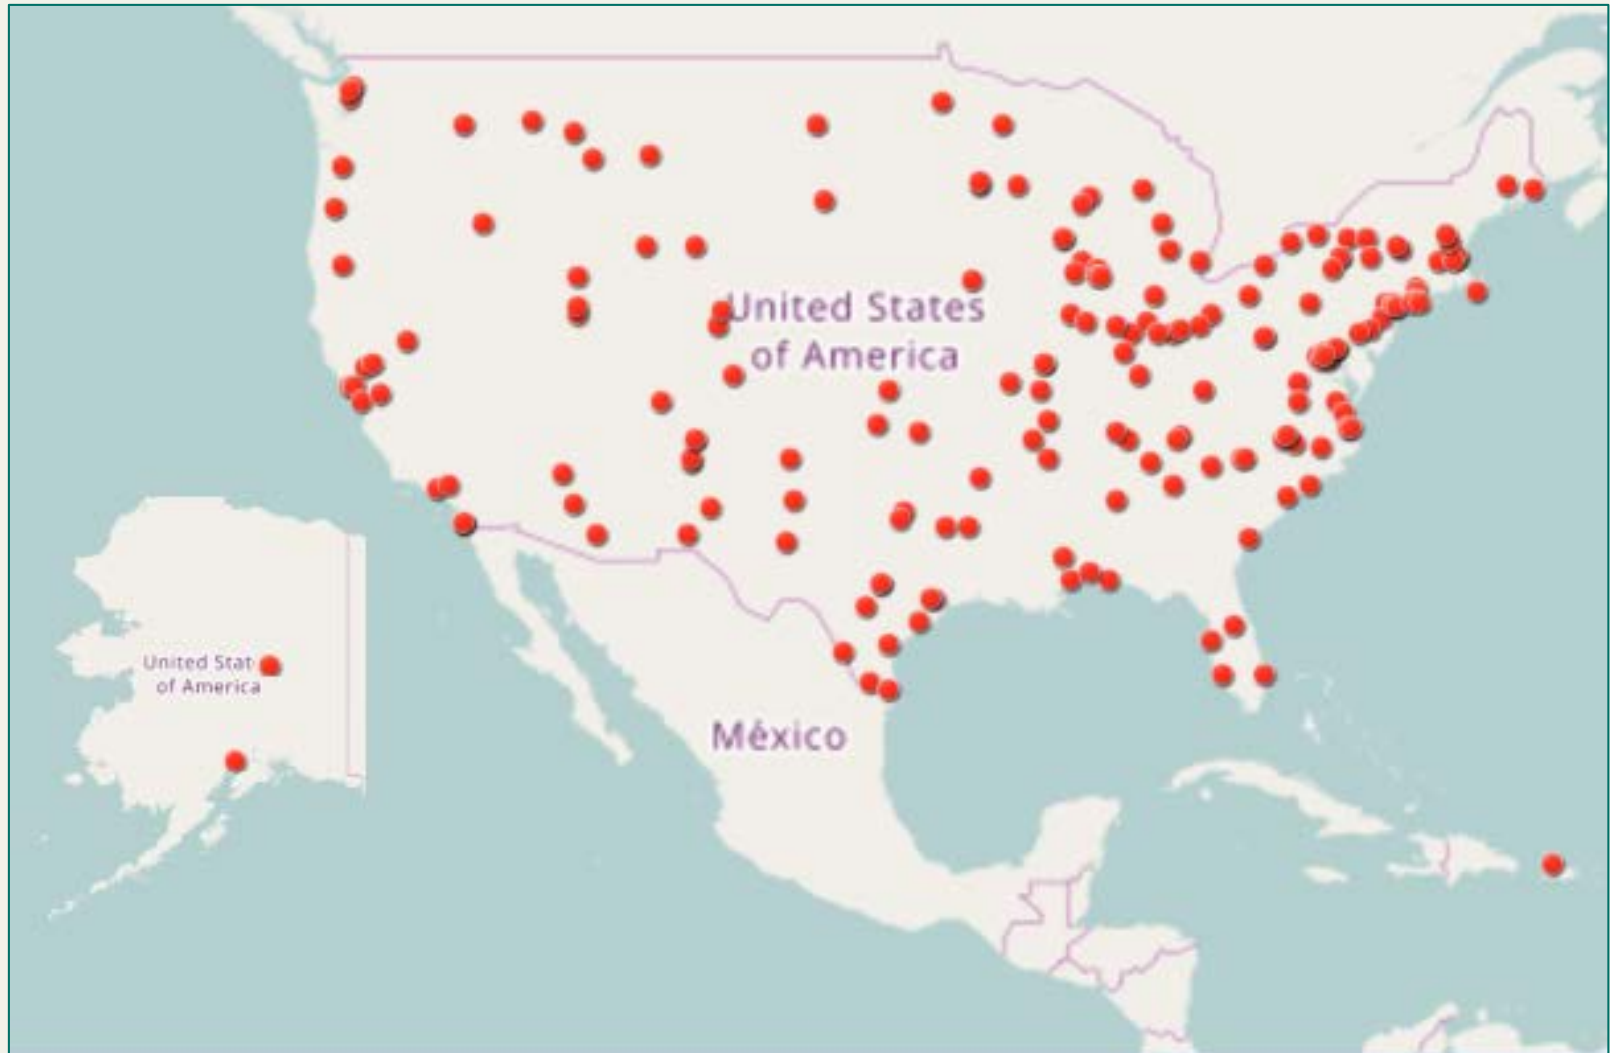 United States
of America
United Stat
of America
México